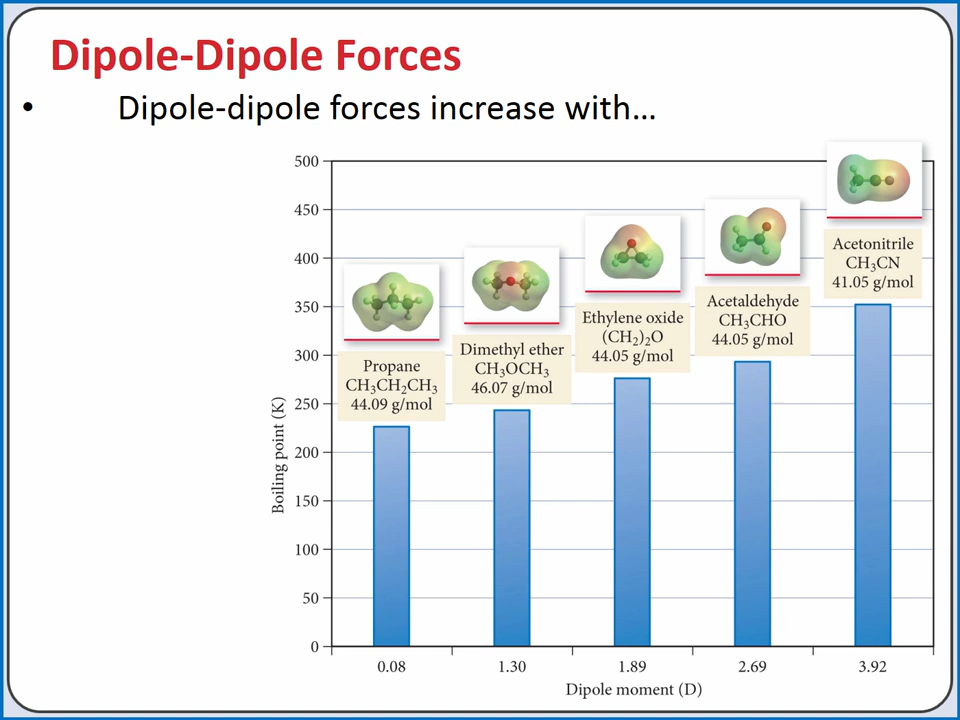 Dipole-Dipole Forces
• Dipole-dipole forces increase with…
500
450
400
350
300
250
200
150
100
50
0
Boiling point (K)
Propane
CH₃CH₂CH₃
44.09 g/mol
Dimethyl ether
CH₃OCH₃
46.07 g/mol
Ethylene oxide
(CH₂)₂O
44.05 g/mol
Acetaldehyde
CH₃CHO
44.05 g/mol
Acetonitrile
CH₃CN
41.05 g/mol
0.08 1.30 1.89 2.69 3.92
Dipole moment (D)